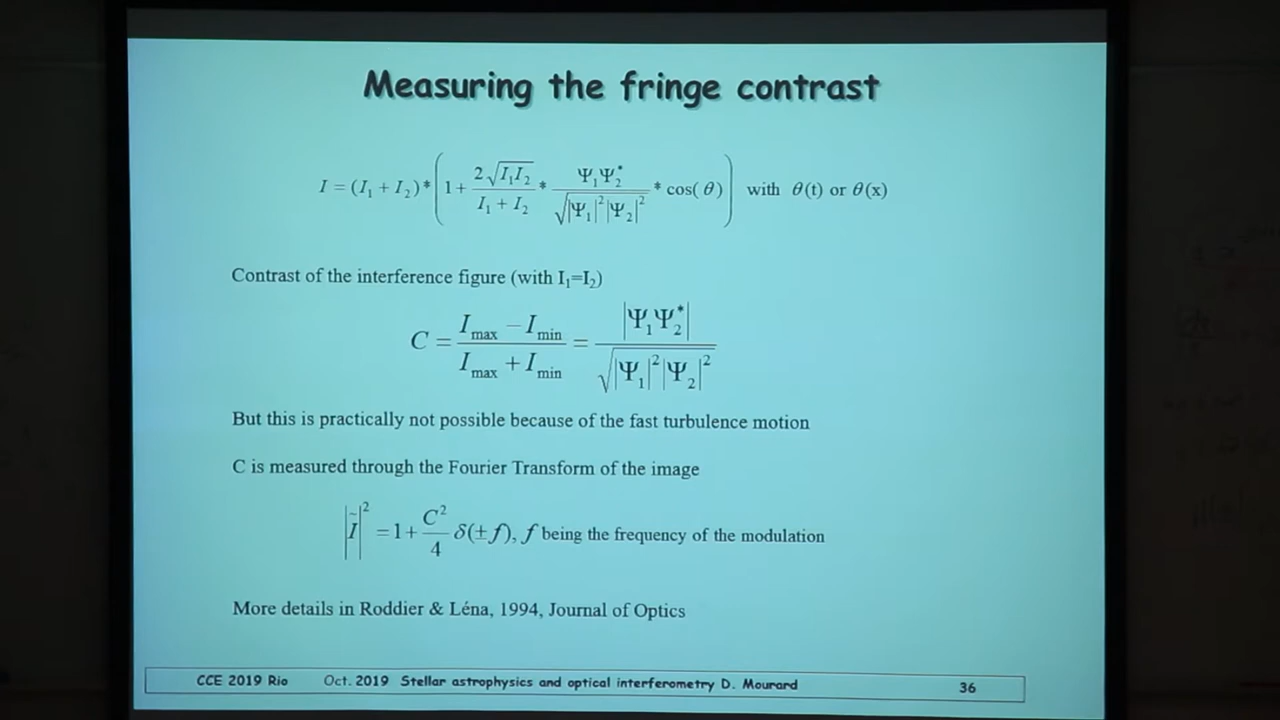 Measuring the fringe contrast
I = (I₁ + I₂) * ( 1 + 2√(I₁I₂) / (I₁ + I₂) * Ψ₁Ψ₂* / √(|Ψ₁|²|Ψ₂|²) * cos(θ) ) with θ(t) or θ(x)
Contrast of the interference figure (with I₁=I₂)
C = (I_max − I_min) / (I_max + I_min) = |Ψ₁Ψ₂*| / √(|Ψ₁|²|Ψ₂|²)
But this is practically not possible because of the fast turbulence motion
C is measured through the Fourier Transform of the image
|Ĩ|² = 1 + C²/4 δ(±f), f being the frequency of the modulation
More details in Roddier & Léna, 1994, Journal of Optics
CCE 2019 Rio Oct. 2019 Stellar astrophysics and optical interferometry D. Mourard 36